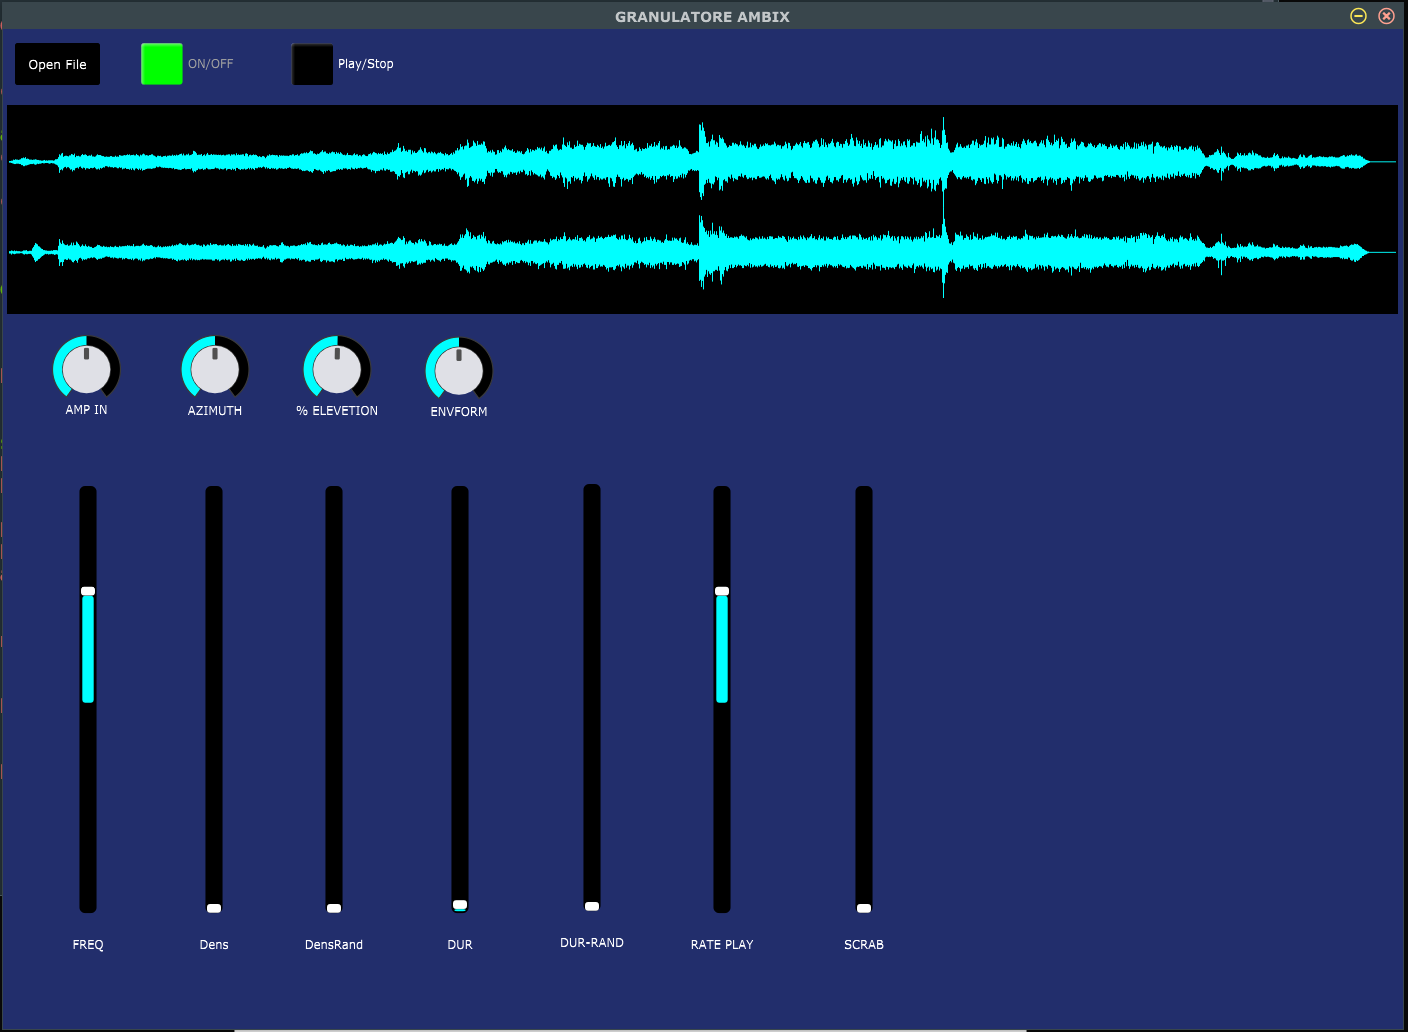 GRANULATORE AMBIX
Open File
ON/OFF
Play/Stop
AMP IN
AZIMUTH
% ELEVETION
ENVFORM
FREQ
Dens
DensRand
DUR
DUR-RAND
RATE PLAY
SCRAB